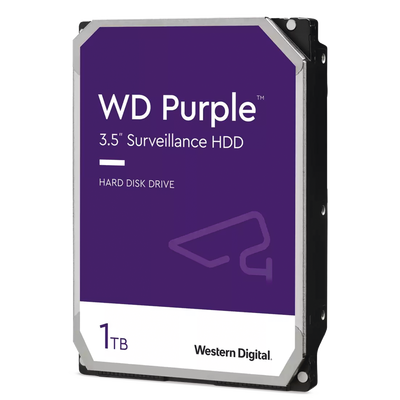 WD Purple™
3.5" Surveillance HDD
HARD DISK DRIVE
1TB
Western Digital.